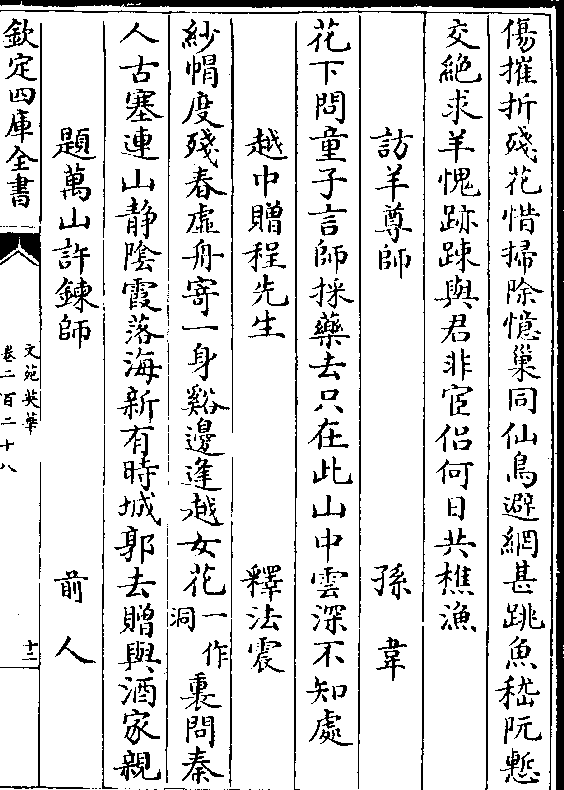 傷摧折殘花惜掃除憶巢同仙鳥避網甚跳魚嵇阮慙
交絶求羊愧跡踈與君非宦侶何日共樵漁
訪羊尊師　孫革
花下問童子言師採藥去只在此山中雲深不知處
越中贈程先生　釋法震
紗帽度殘春虛舟寄一身谿邊逢越女花一作洞裏問秦
人古塞連山静陰霞落海新有時城郭去贈與酒家親
題萬山許鍊師　前人
欽定四庫全書
文苑英華
卷二百二十八
十二